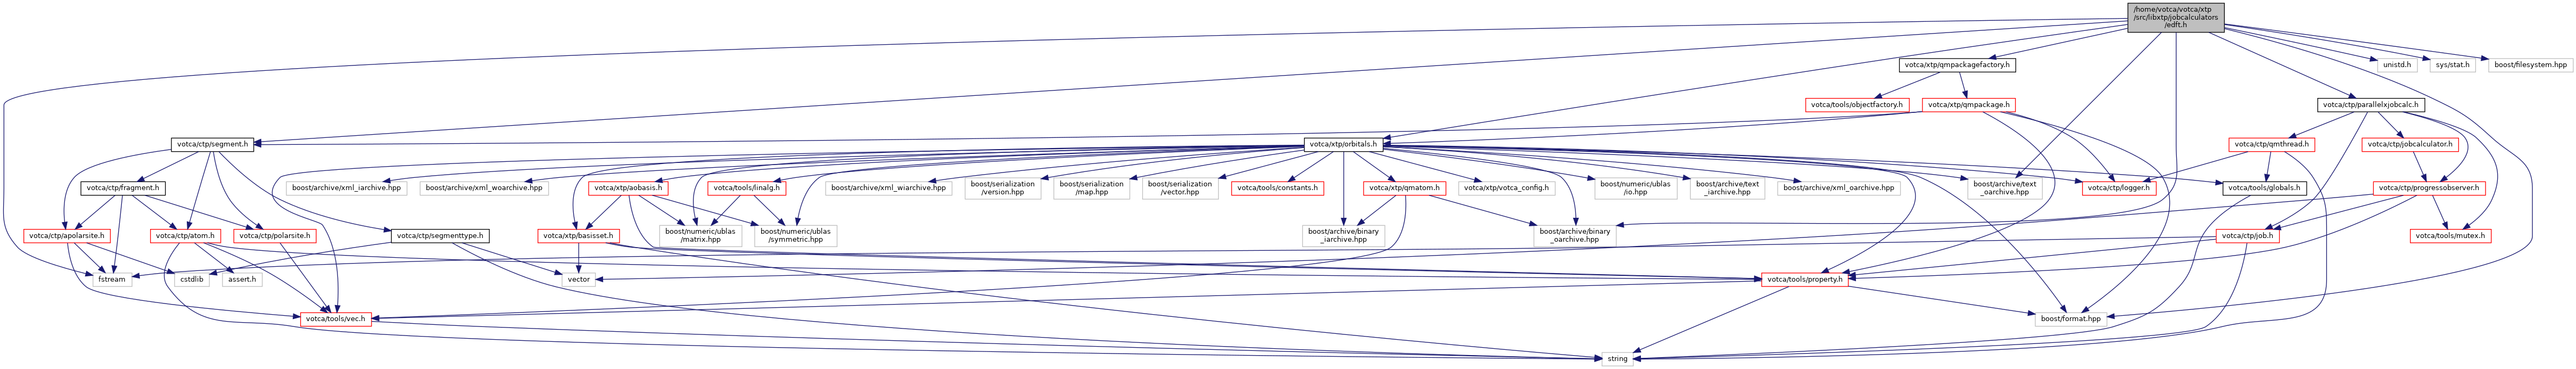 /home/votca/votca/xtp
/src/libxtp/jobcalculators
/edft.h
votca/xtp/qmpackagefactory.h
unistd.h
sys/stat.h
boost/filesystem.hpp
votca/tools/objectfactory.h
votca/xtp/qmpackage.h
votca/ctp/parallelxjobcalc.h
votca/ctp/segment.h
votca/xtp/orbitals.h
votca/ctp/qmthread.h
votca/ctp/jobcalculator.h
votca/ctp/fragment.h
boost/archive/xml_iarchive.hpp
boost/archive/xml_woarchive.hpp
votca/xtp/aobasis.h
votca/tools/linalg.h
boost/archive/xml_wiarchive.hpp
boost/serialization
/version.hpp
boost/serialization
/map.hpp
boost/serialization
/vector.hpp
votca/tools/constants.h
votca/xtp/qmatom.h
votca/xtp/votca_config.h
boost/numeric/ublas
/io.hpp
boost/archive/text
_iarchive.hpp
boost/archive/xml_oarchive.hpp
boost/archive/text
_oarchive.hpp
votca/ctp/logger.h
votca/tools/globals.h
votca/ctp/progressobserver.h
votca/ctp/apolarsite.h
votca/ctp/atom.h
votca/ctp/polarsite.h
votca/ctp/segmenttype.h
votca/xtp/basisset.h
boost/numeric/ublas
/matrix.hpp
boost/numeric/ublas
/symmetric.hpp
boost/archive/binary
_iarchive.hpp
boost/archive/binary
_oarchive.hpp
votca/ctp/job.h
votca/tools/mutex.h
fstream
cstdlib
assert.h
vector
votca/tools/property.h
votca/tools/vec.h
boost/format.hpp
string